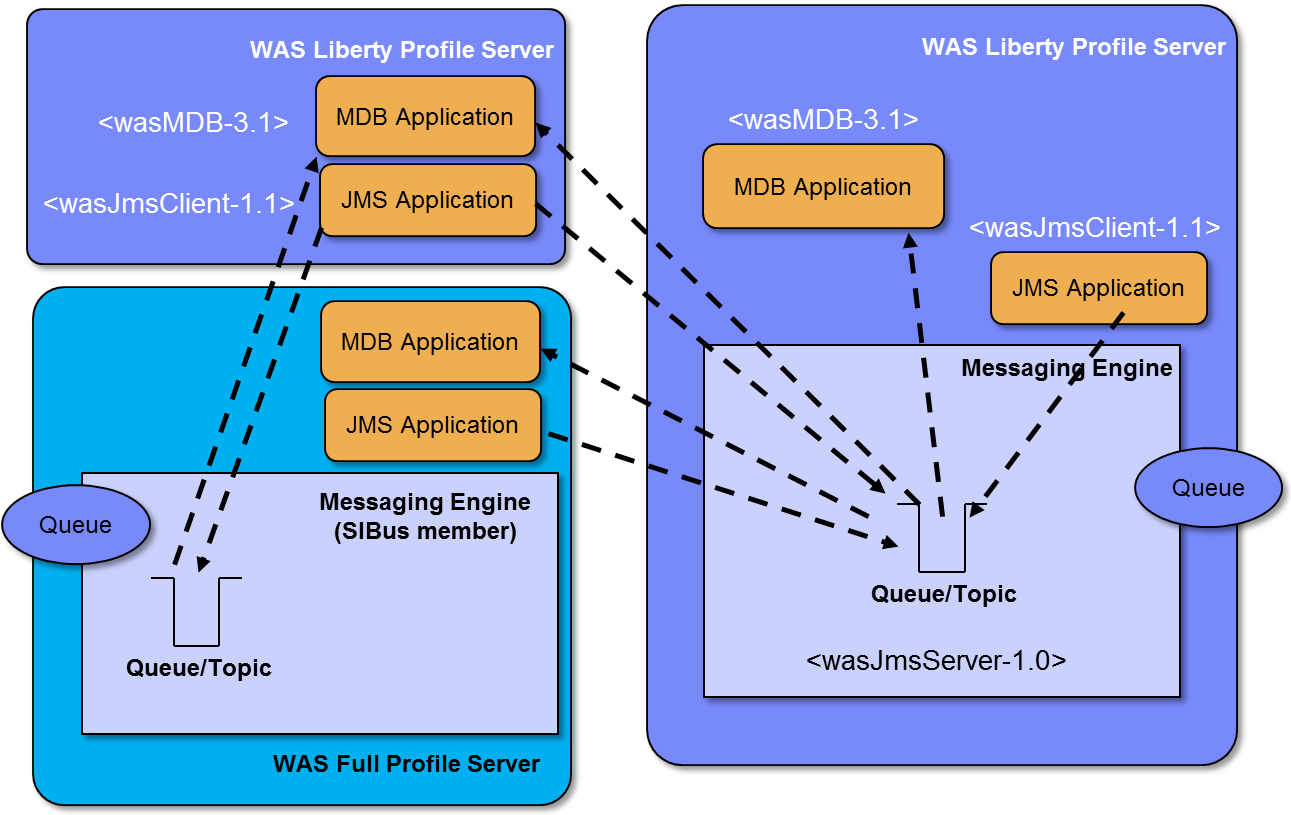 WAS Liberty Profile Server
<wasMDB-3.1>
MDB Application
<wasJmsClient-1.1>
JMS Application
MDB Application
JMS Application
Messaging Engine
(SIBus member)
Queue
Queue/Topic
WAS Full Profile Server
WAS Liberty Profile Server
<wasMDB-3.1>
MDB Application
<wasJmsClient-1.1>
JMS Application
Messaging Engine
Queue
Queue/Topic
<wasJmsServer-1.0>